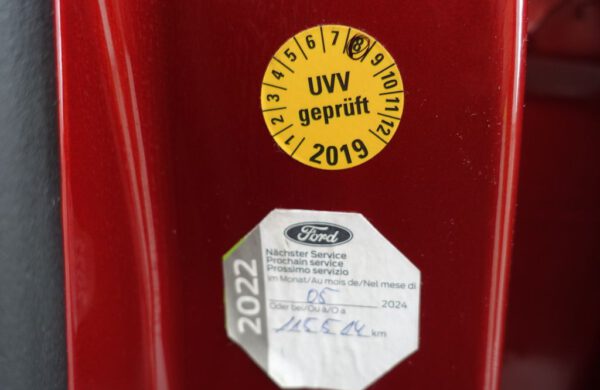 1 2 3 4 5 6 7 8 9 10 11 12
UVV
geprüft
2019
Ford
Nächster Service
Prochain service
Prossimo servizio
Im Monat/Au mois de/Nel mese di
05 2024
Oder bei/Ou à/O a
km
2022